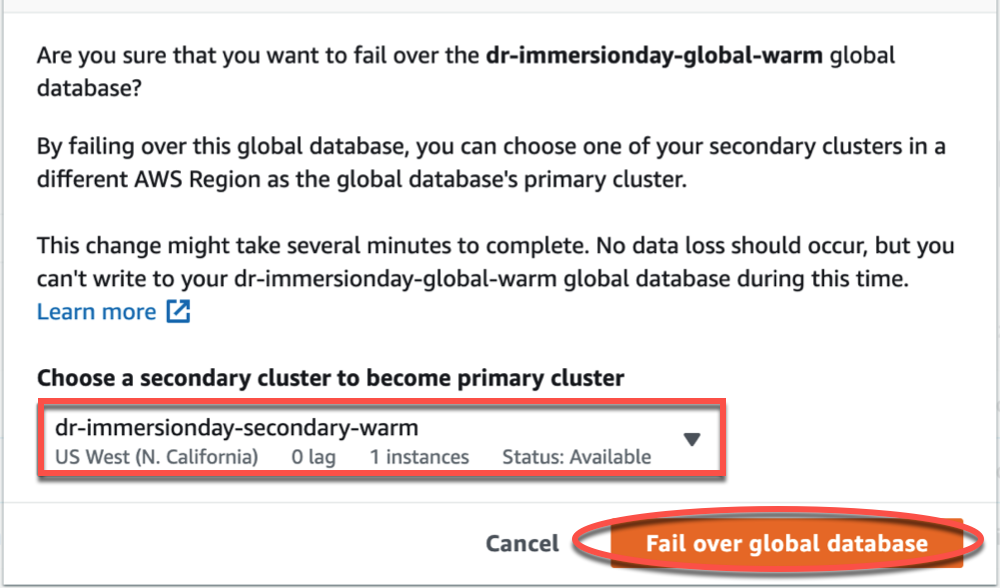 Are you sure that you want to fail over the dr-immersionday-global-warm global
database?
By failing over this global database, you can choose one of your secondary clusters in a
different AWS Region as the global database's primary cluster.
This change might take several minutes to complete. No data loss should occur, but you
can't write to your dr-immersionday-global-warm global database during this time.
Learn more
Choose a secondary cluster to become primary cluster
dr-immersionday-secondary-warm
US West (N. California) 0 lag 1 instances Status: Available
Cancel Fail over global database